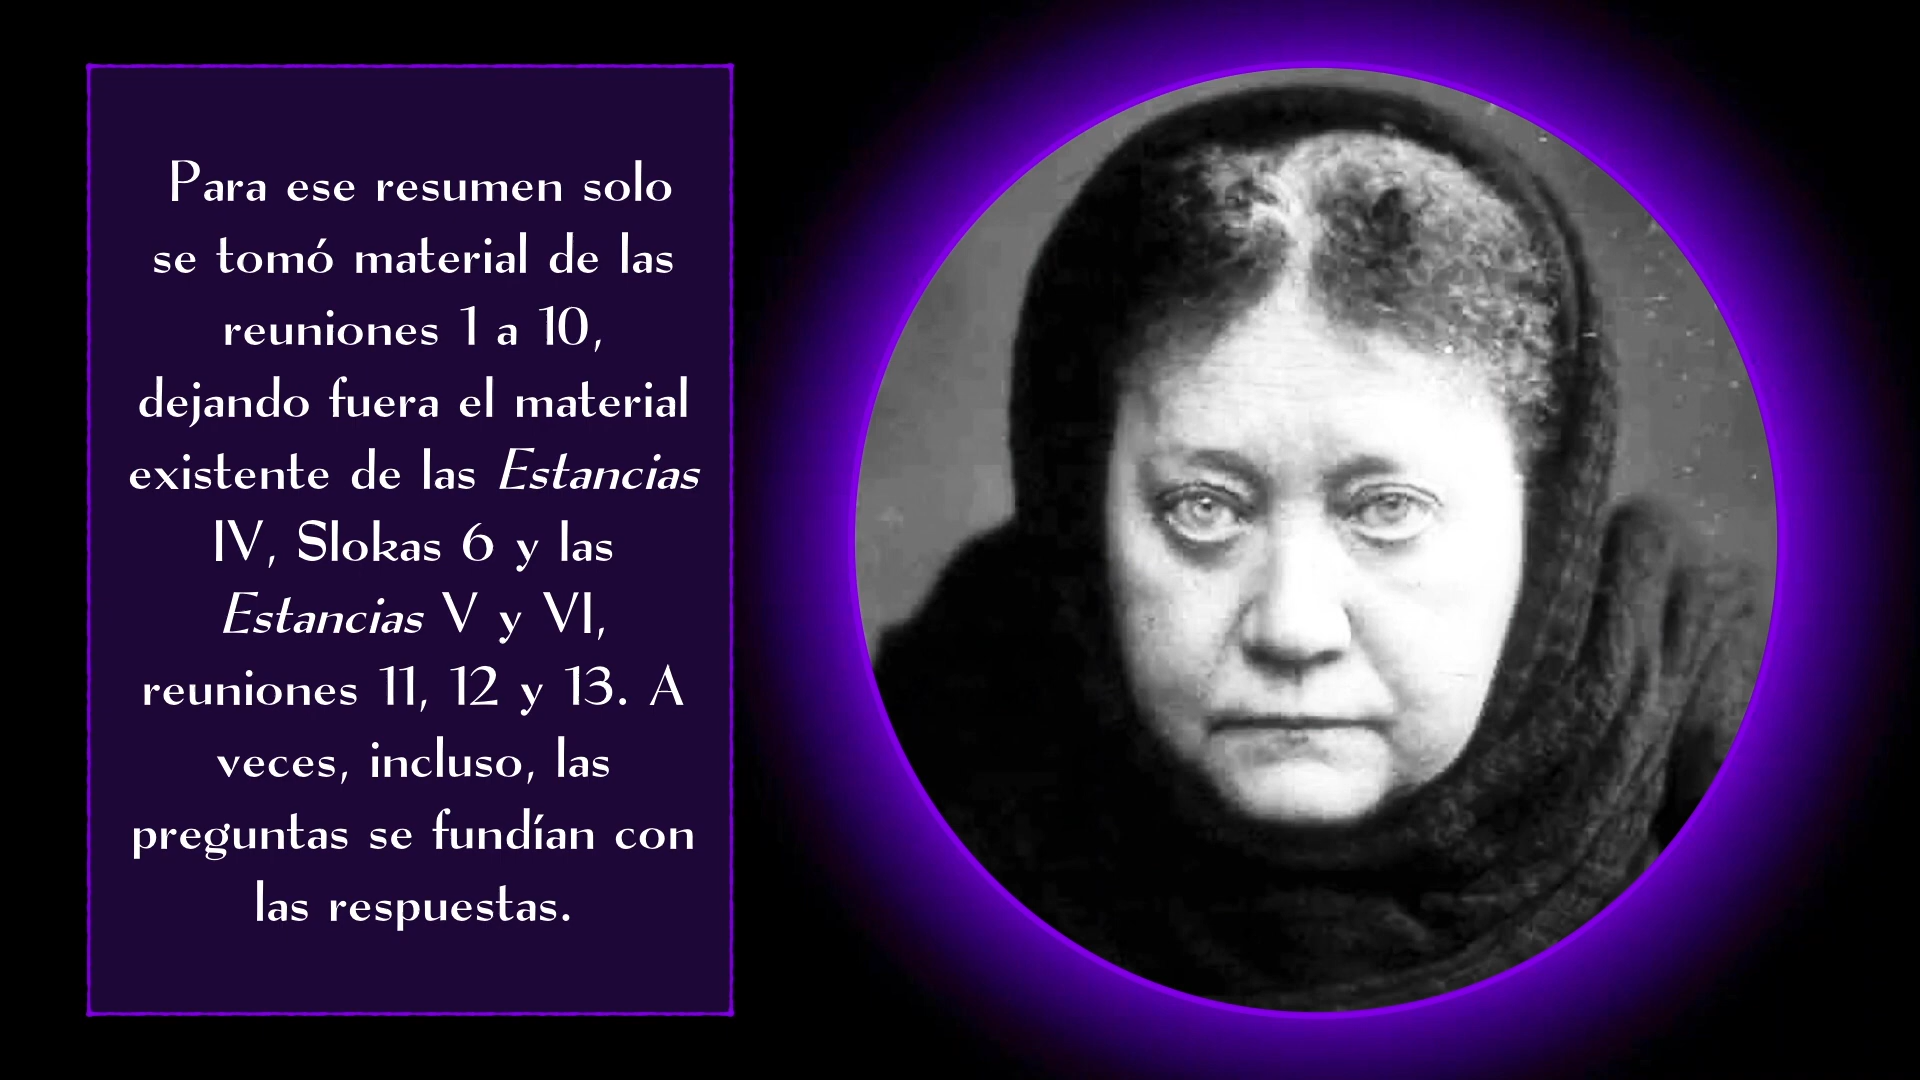 Para ese resumen solo
se tomó material de las
reuniones 1 a 10,
dejando fuera el material
existente de las Estancias
IV, Slokas 6 y las
Estancias V y VI,
reuniones 11, 12 y 13. A
veces, incluso, las
preguntas se fundían con
las respuestas.